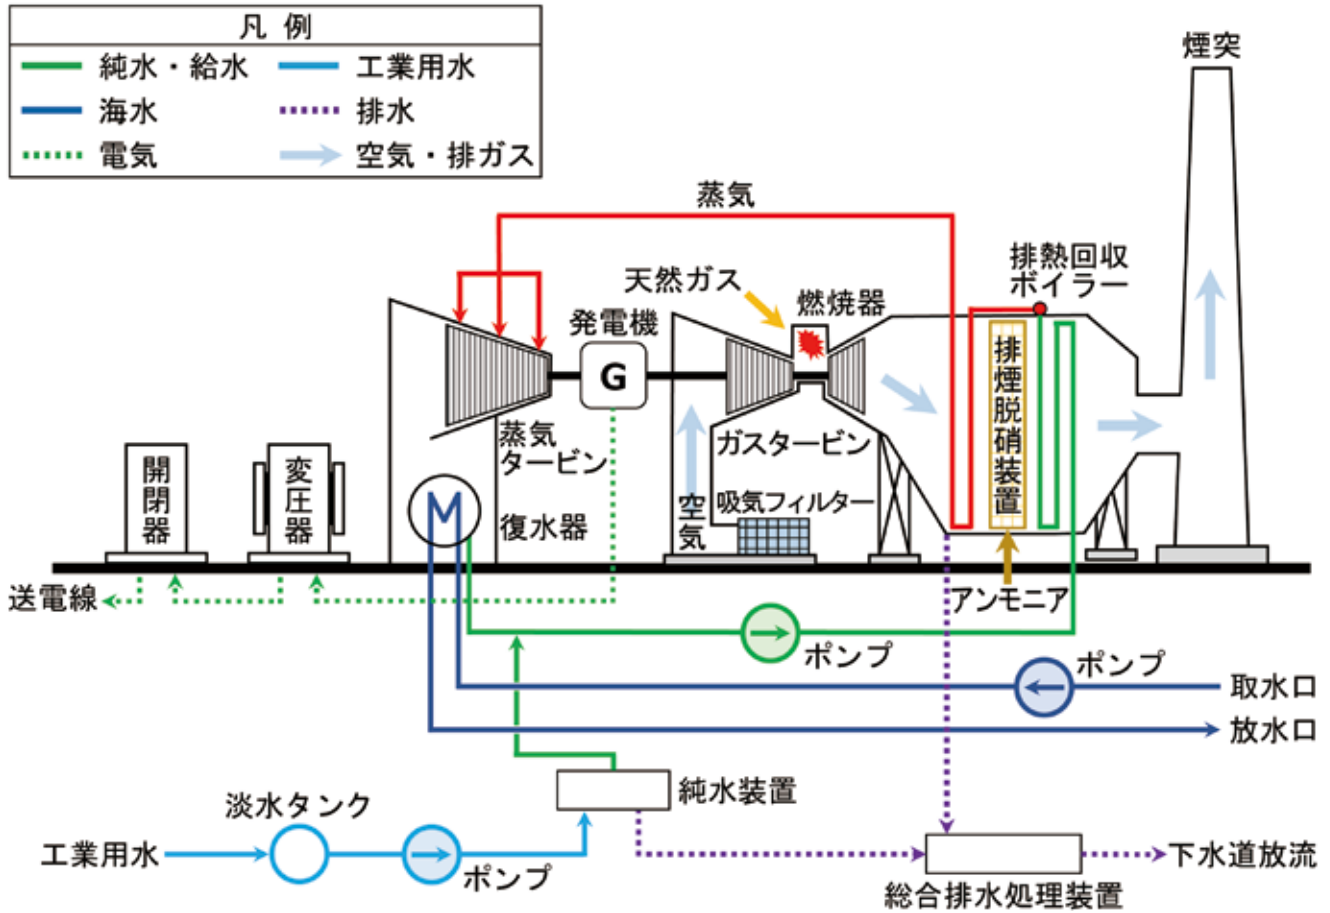 凡 例
純水・給水
工業用水
海水
排水
電気
空気・排ガス
煙突
蒸気
排熱回収
ボイラー
天然ガス
燃焼器
発電機
G
排煙脱硝装置
蒸気
タービン
ガスタービン
開閉器
変圧器
復水器
空気
吸気フィルター
送電線
アンモニア
ポンプ
ポンプ
取水口
放水口
純水装置
淡水タンク
工業用水
ポンプ
下水道放流
総合排水処理装置